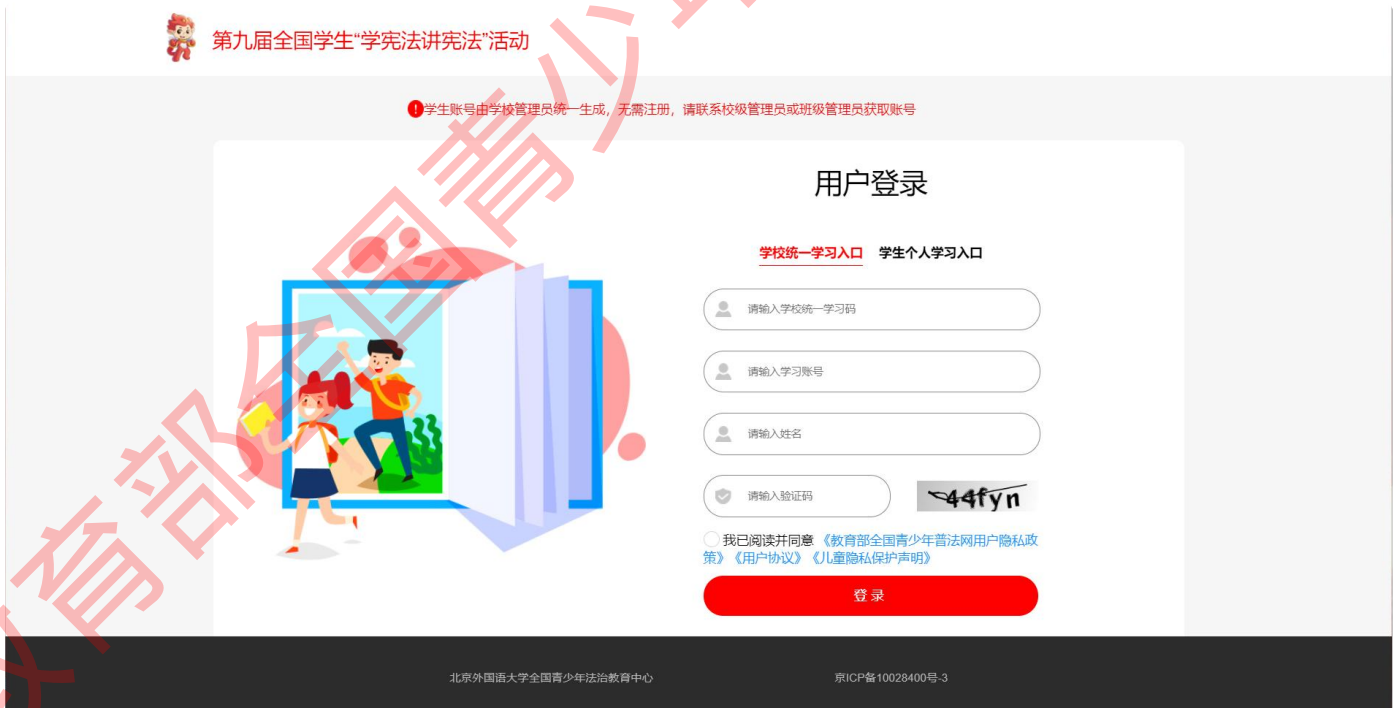 第九届全国学生“学宪法讲宪法”活动
学生账号由学校管理员统一生成，无需注册，请联系校级管理员或班级管理员获取账号
用户登录
学校统一学习入口 学生个人学习入口
请输入学校统一学习码
请输入学习账号
请输入姓名
请输入验证码 44fyn
我已阅读并同意《教育部全国青少年普法网用户隐私政
策》《用户协议》《儿童隐私保护声明》
登 录
北京外国语大学全国青少年法治教育中心 京ICP备10028400号-3
教育部全国青少年